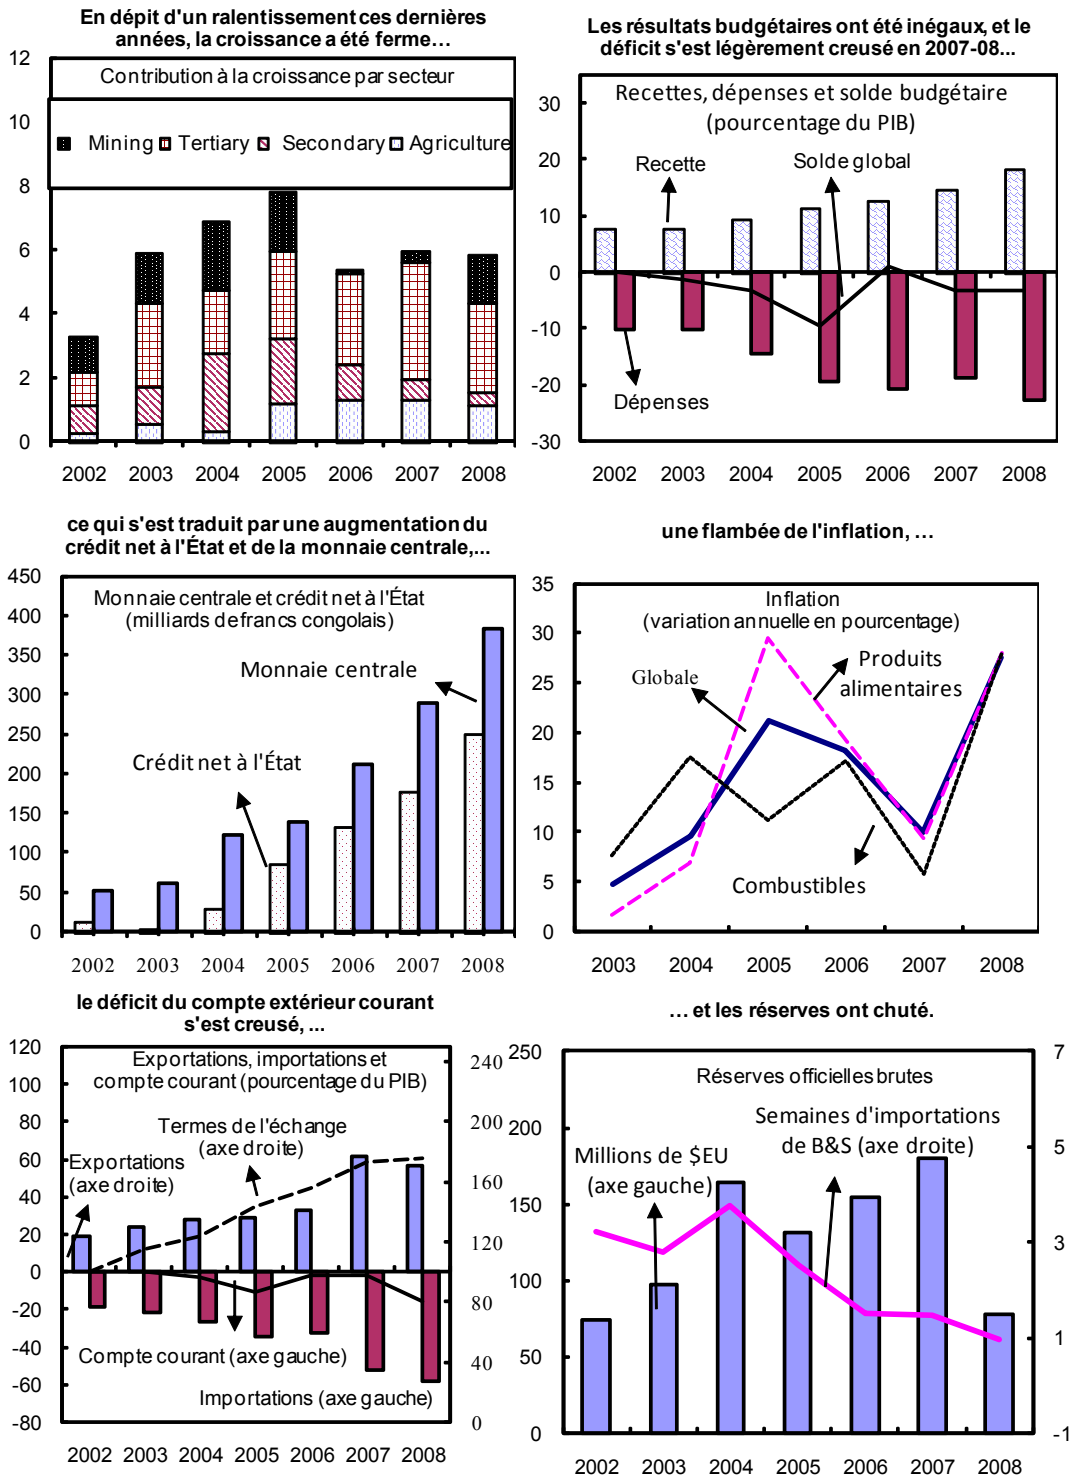 En dépit d'un ralentissement ces dernières
années, la croissance a été ferme…
12
10
8
6
4
2
0
Contribution à la croissance par secteur
Mining Tertiary Secondary Agriculture
2002 2003 2004 2005 2006 2007 2008
Les résultats budgétaires ont été inégaux, et le
déficit s'est légèrement creusé en 2007-08...
30
20
10
0
-10
-20
-30
Recettes, dépenses et solde budgétaire
(pourcentage du PIB)
Recette
Solde global
Dépenses
2002 2003 2004 2005 2006 2007 2008
ce qui s'est traduit par une augmentation du
crédit net à l'État et de la monnaie centrale,...
450
400
350
300
250
200
150
100
50
0
Monnaie centrale et crédit net à l'État
(milliards de francs congolais)
Monnaie centrale
Crédit net à l'État
2002 2003 2004 2005 2006 2007 2008
une flambée de l'inflation, …
35
30
25
20
15
10
5
0
Inflation
(variation annuelle en pourcentage)
Globale
Produits
alimentaires
Combustibles
2003 2004 2005 2006 2007 2008
le déficit du compte extérieur courant
s'est creusé, ...
120
100
80
60
40
20
0
-20
-40
-60
-80
Exportations, importations et
compte courant (pourcentage du PIB)
Termes de l'échange
(axe droite)
Exportations
(axe droite)
Compte courant (axe gauche)
Importations (axe gauche)
240
200
160
120
80
40
0
2002 2003 2004 2005 2006 2007 2008
… et les réserves ont chuté.
250
200
150
100
50
0
Réserves officielles brutes
Semaines d'importations
de B&S (axe droite)
Millions de $EU
(axe gauche)
7
5
3
1
-1
2002 2003 2004 2005 2006 2007 2008